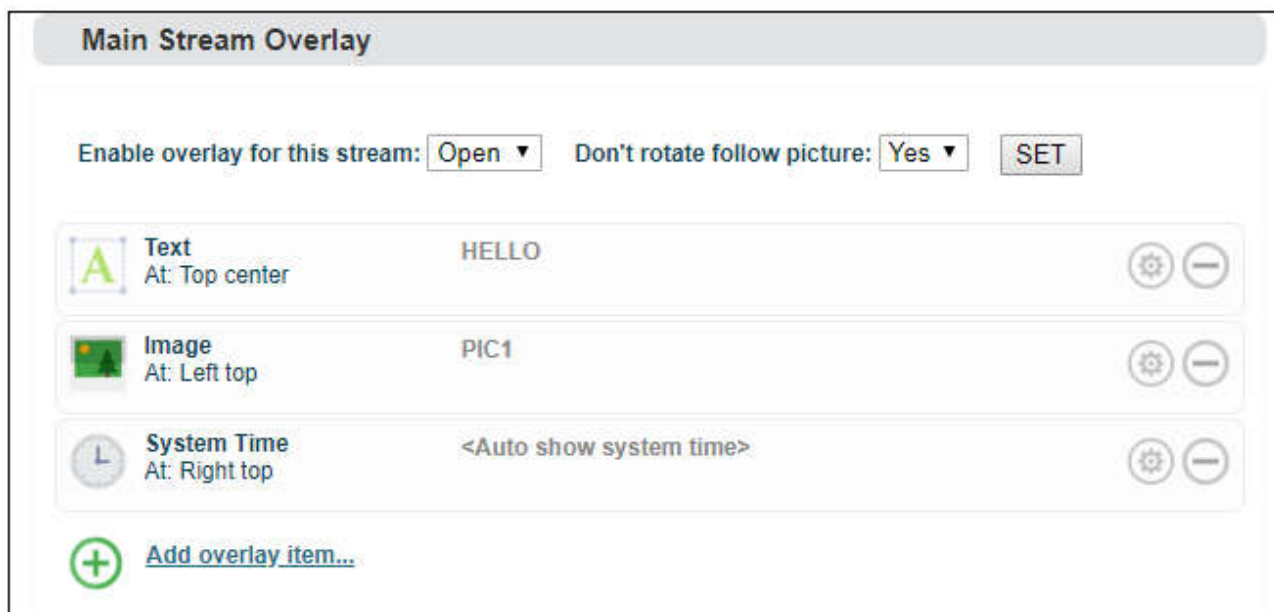 Main Stream Overlay
Enable overlay for this stream: Open ▼ Don't rotate follow picture: Yes ▼ SET
Text HELLO
At: Top center
Image PIC1
At: Left top
System Time <Auto show system time>
At: Right top
Add overlay item...